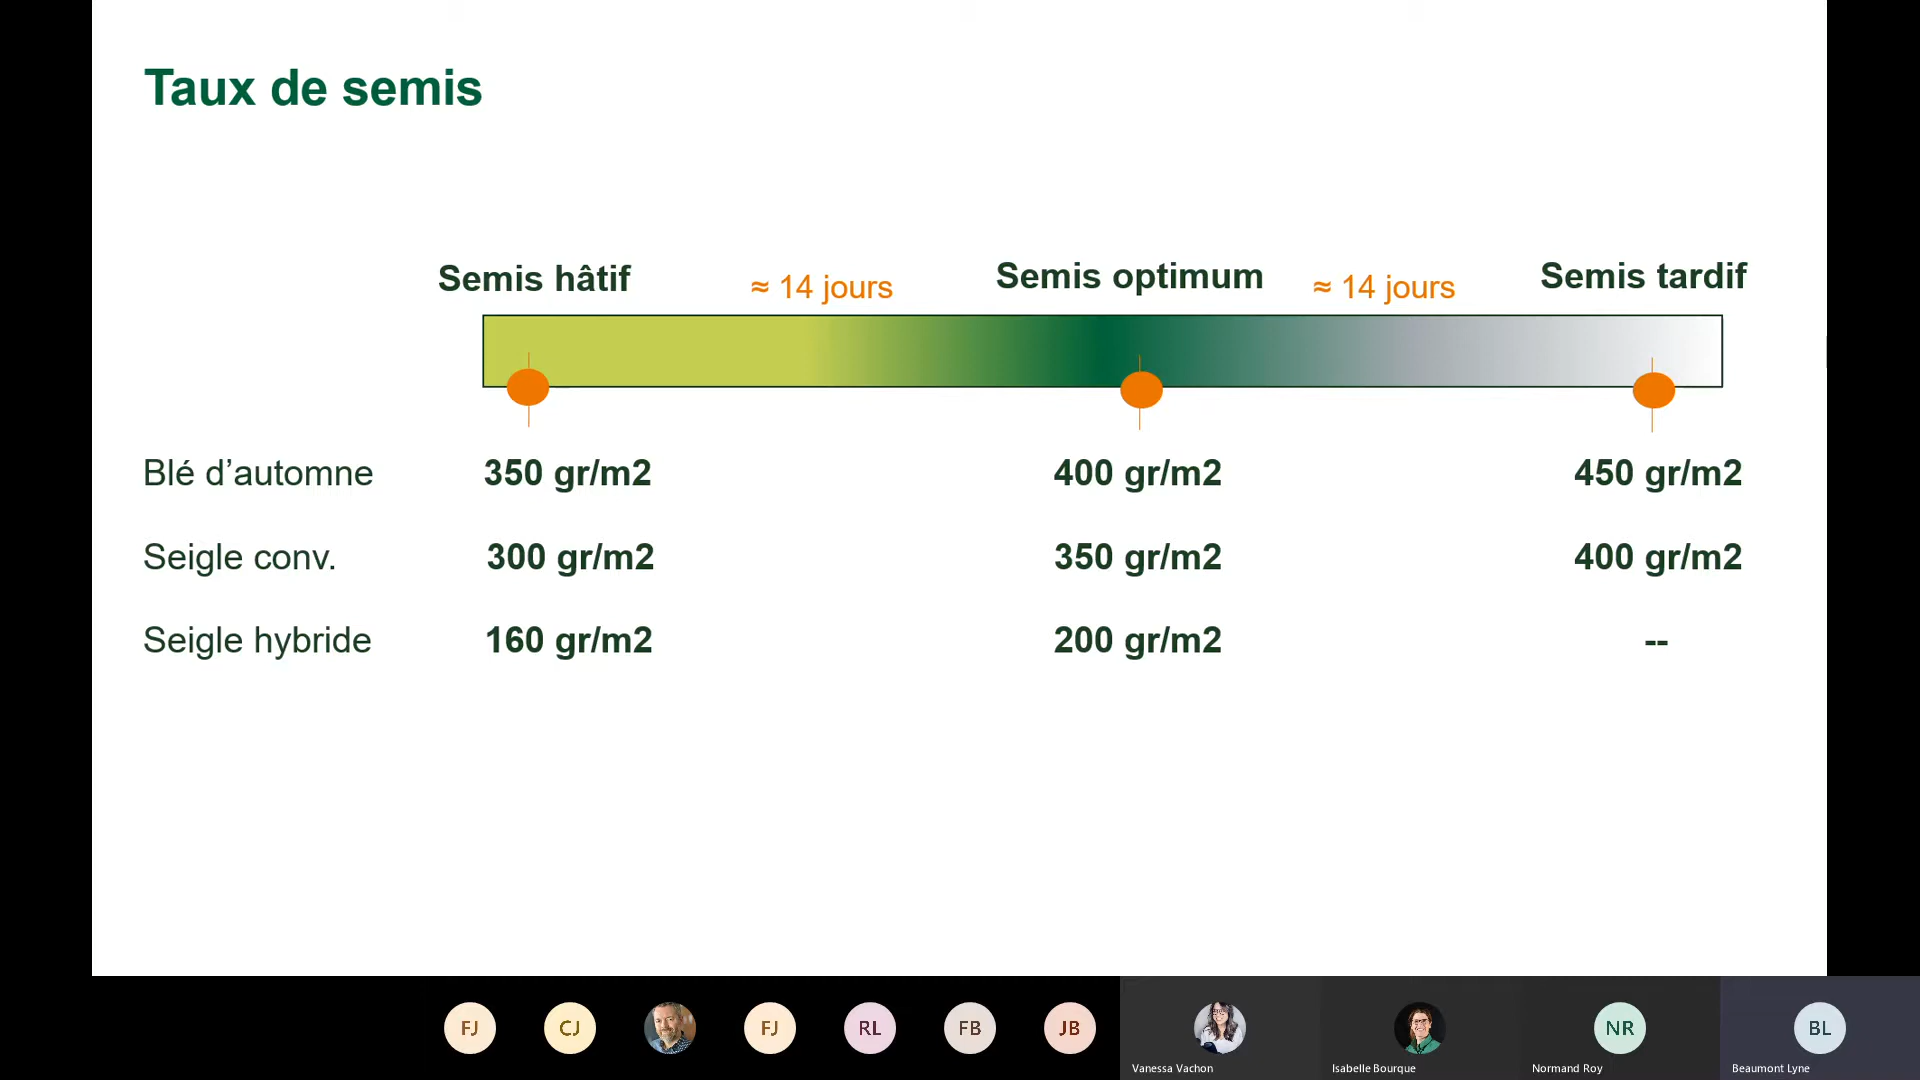 Taux de semis
Semis hâtif ≈ 14 jours Semis optimum ≈ 14 jours Semis tardif
Blé d’automne 350 gr/m2 400 gr/m2 450 gr/m2
Seigle conv. 300 gr/m2 350 gr/m2 400 gr/m2
Seigle hybride 160 gr/m2 200 gr/m2 --
FJ CJ FJ RL FB JB NR BL
Vanessa Vachon Isabelle Bourque Normand Roy Beaumont Lyne